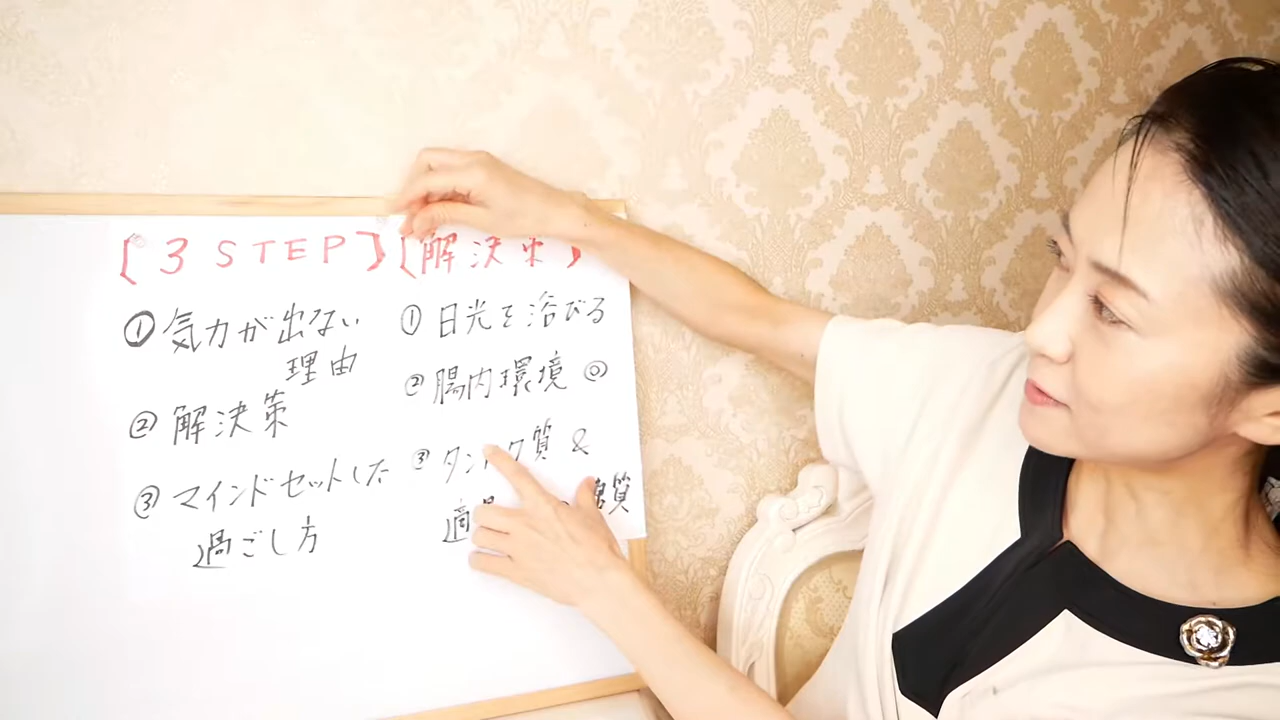 【3 STEP】
① 気力が出ない
理由
② 解決策
③ マインドセットした
過ごし方
【解決策】
① 日光を浴びる
② 腸内環境 ◎
③ タンパク質 &
適 糖質